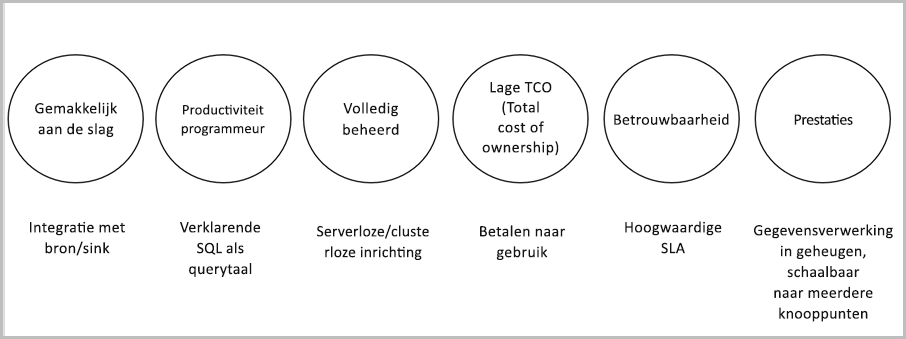 Gemakkelijk
aan de slag
Productiviteit
programmeur
Volledig
beheerd
Lage TCO
(Total
cost of
ownership)
Betrouwbaarheid
Prestaties
Integratie met
bron/sink
Verklarende
SQL als
querytaal
Serverloze/cluste
rloze inrichting
Betalen naar
gebruik
Hoogwaardige
SLA
Gegevensverwerking
in geheugen,
schaalbaar
naar meerdere
knooppunten